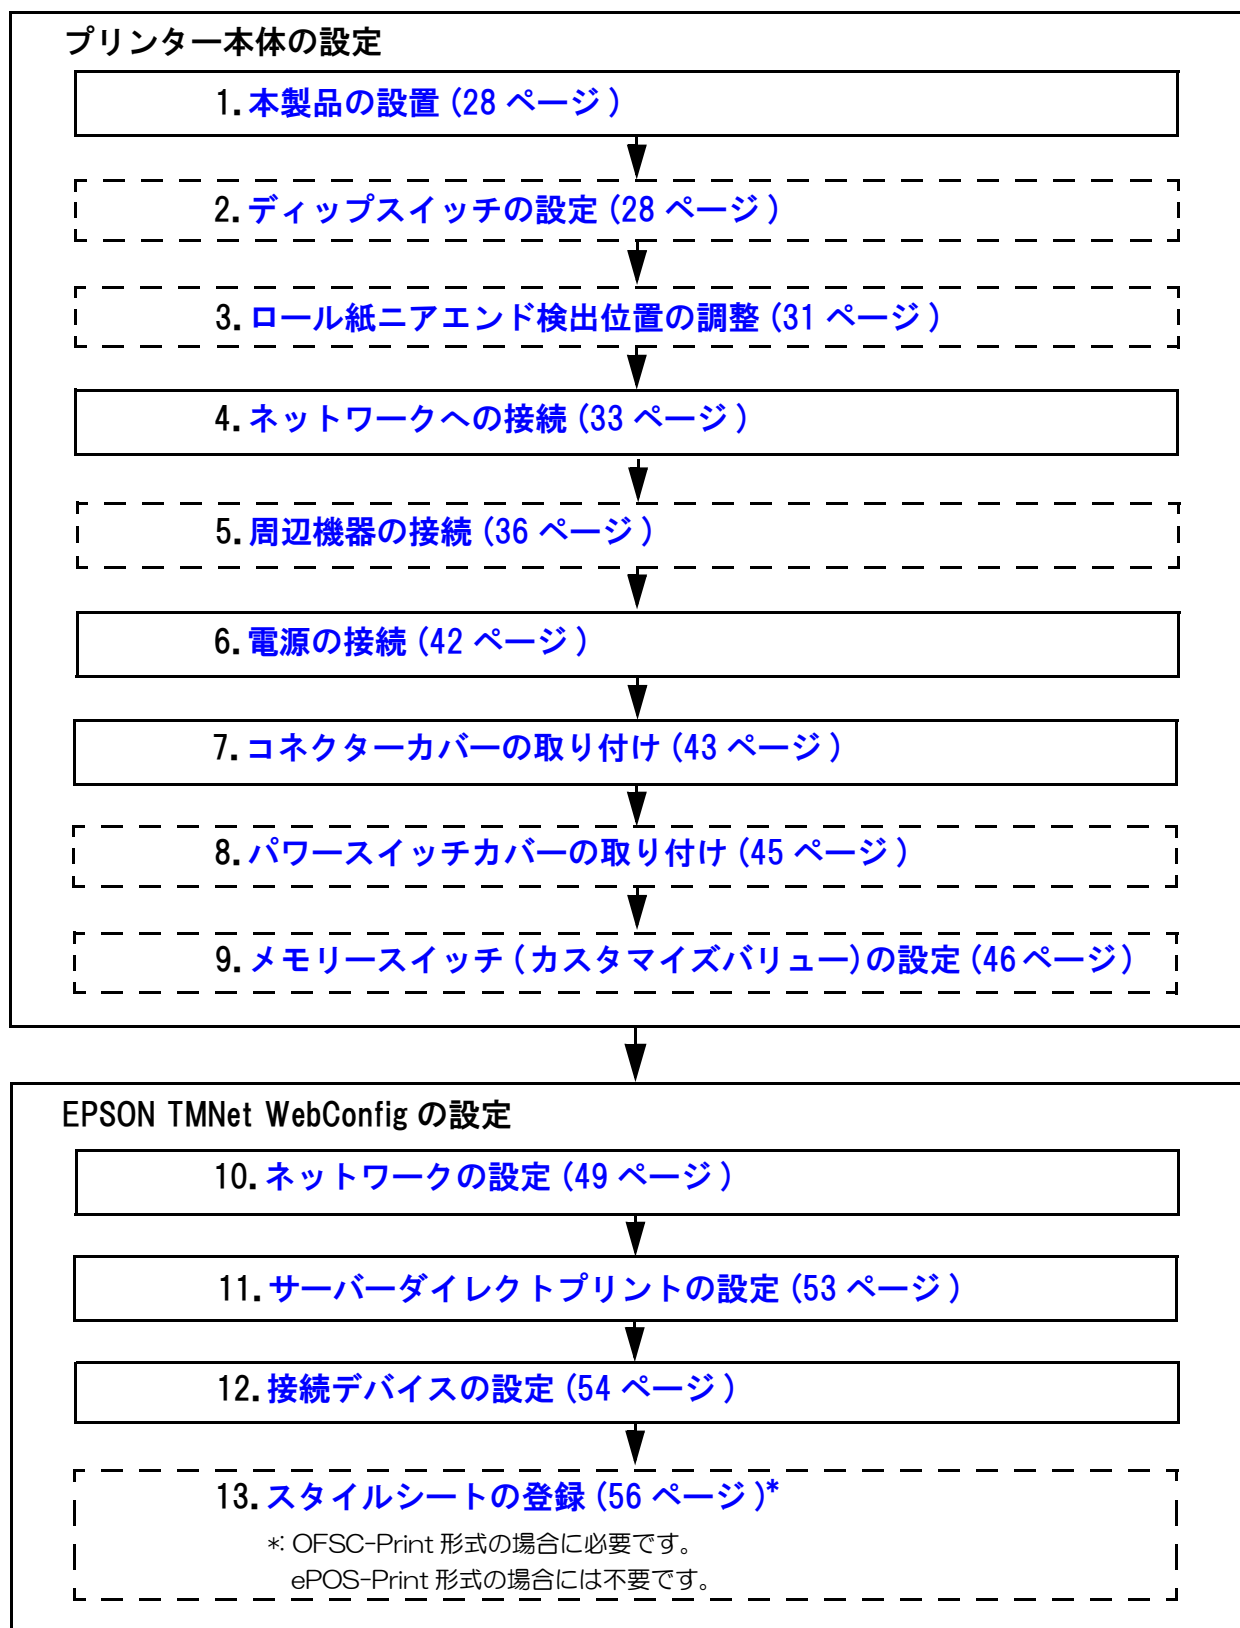 プリンター本体の設定
1. 本製品の設置 (28 ページ )
2. ディップスイッチの設定 (28 ページ )
3. ロール紙ニアエンド検出位置の調整 (31 ページ )
4. ネットワークへの接続 (33 ページ )
5. 周辺機器の接続 (36 ページ )
6. 電源の接続 (42 ページ )
7. コネクターカバーの取り付け (43 ページ )
8. パワースイッチカバーの取り付け (45 ページ )
9. メモリースイッチ ( カスタマイズバリュー) の設定 (46 ページ )
EPSON TMNet WebConfig の設定
10. ネットワークの設定 (49 ページ )
11. サーバーダイレクトプリントの設定 (53 ページ )
12. 接続デバイスの設定 (54 ページ )
13. スタイルシートの登録 (56 ページ )*
*: OFSC-Print 形式の場合に必要です。
ePOS-Print 形式の場合には不要です。